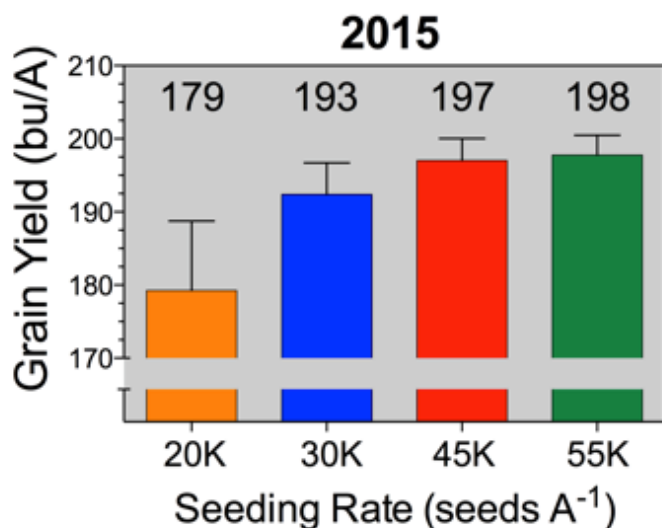 2015
Grain Yield (bu/A)
210
200
190
180
170
179 193 197 198
20K 30K 45K 55K
Seeding Rate (seeds A⁻¹)